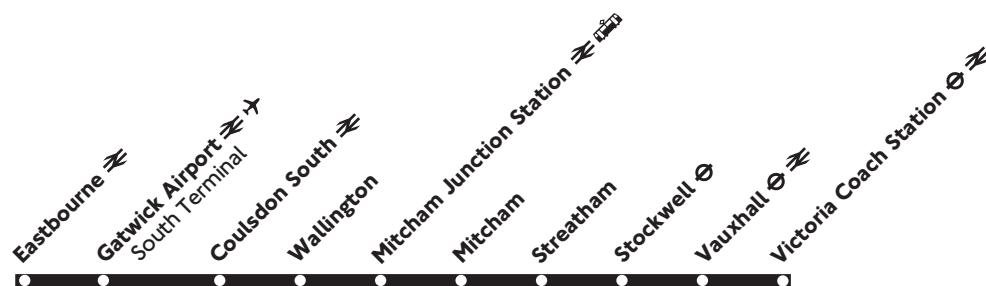 Eastbourne
Gatwick Airport
South Terminal
Coulsdon South
Wallington
Mitcham Junction Station
Mitcham
Streatham
Stockwell
Vauxhall
Victoria Coach Station